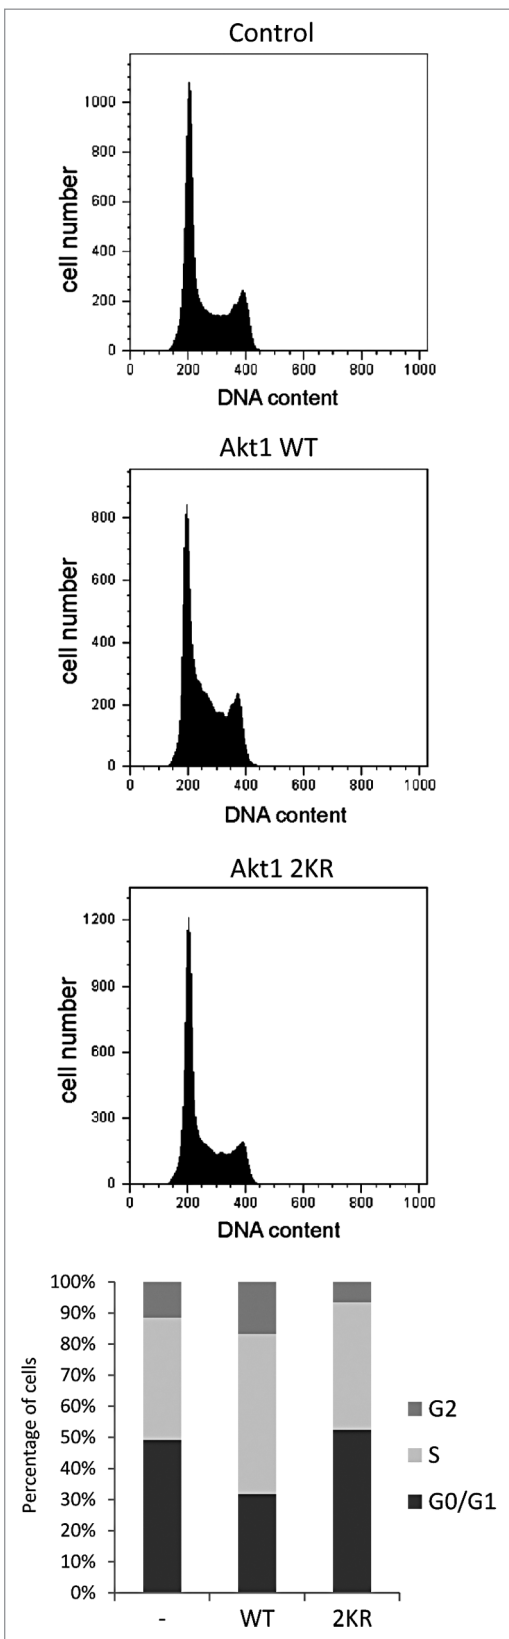 Control
cell number
1000
800
600
400
200
0
0 200 400 600 800 1000
DNA content
Akt1 WT
cell number
800
600
400
200
0
0 200 400 600 800 1000
DNA content
Akt1 2KR
cell number
1200
900
600
300
0
0 200 400 600 800 1000
DNA content
Percentage of cells
100%
90%
80%
70%
60%
50%
40%
30%
20%
10%
0%
- WT 2KR
G2
S
G0/G1